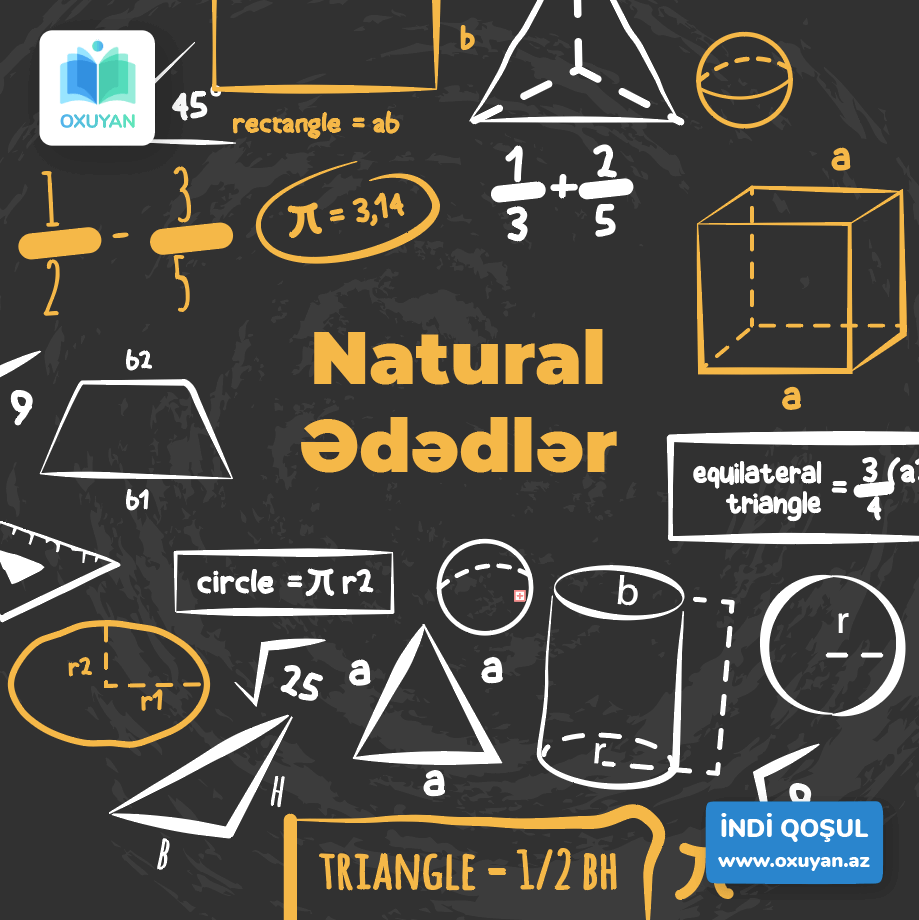 b
45°
OXUYAN
rectangle = ab
1/3 + 2/5
a
1/2 - 3/5
π = 3,14
Natural
Ədədlər
b2
9
a
b1
equilateral
triangle = 3/4 (a
circle = π r2
b
r
r2
r1
√25
a
a
r
a
H
B
İNDİ QOŞUL
www.oxuyan.az
TRIANGLE - 1/2 BH
π